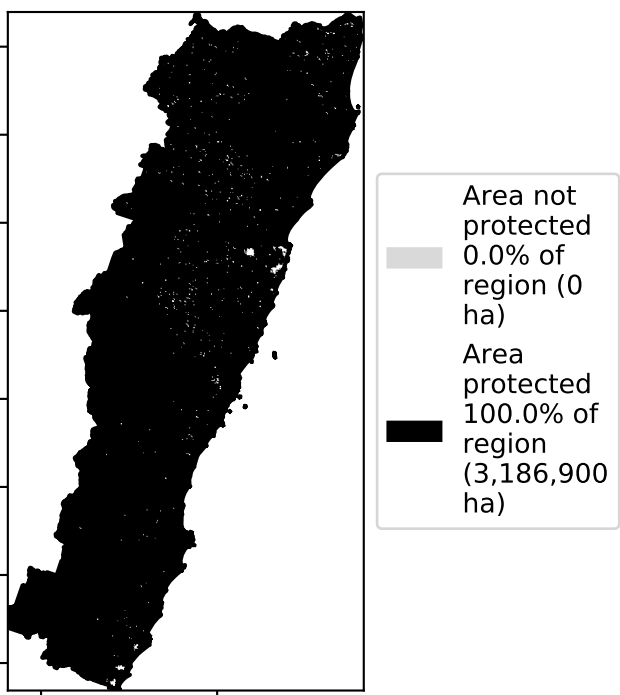 Area not
protected
0.0% of
region (0
ha)
Area
protected
100.0% of
region
(3,186,900
ha)